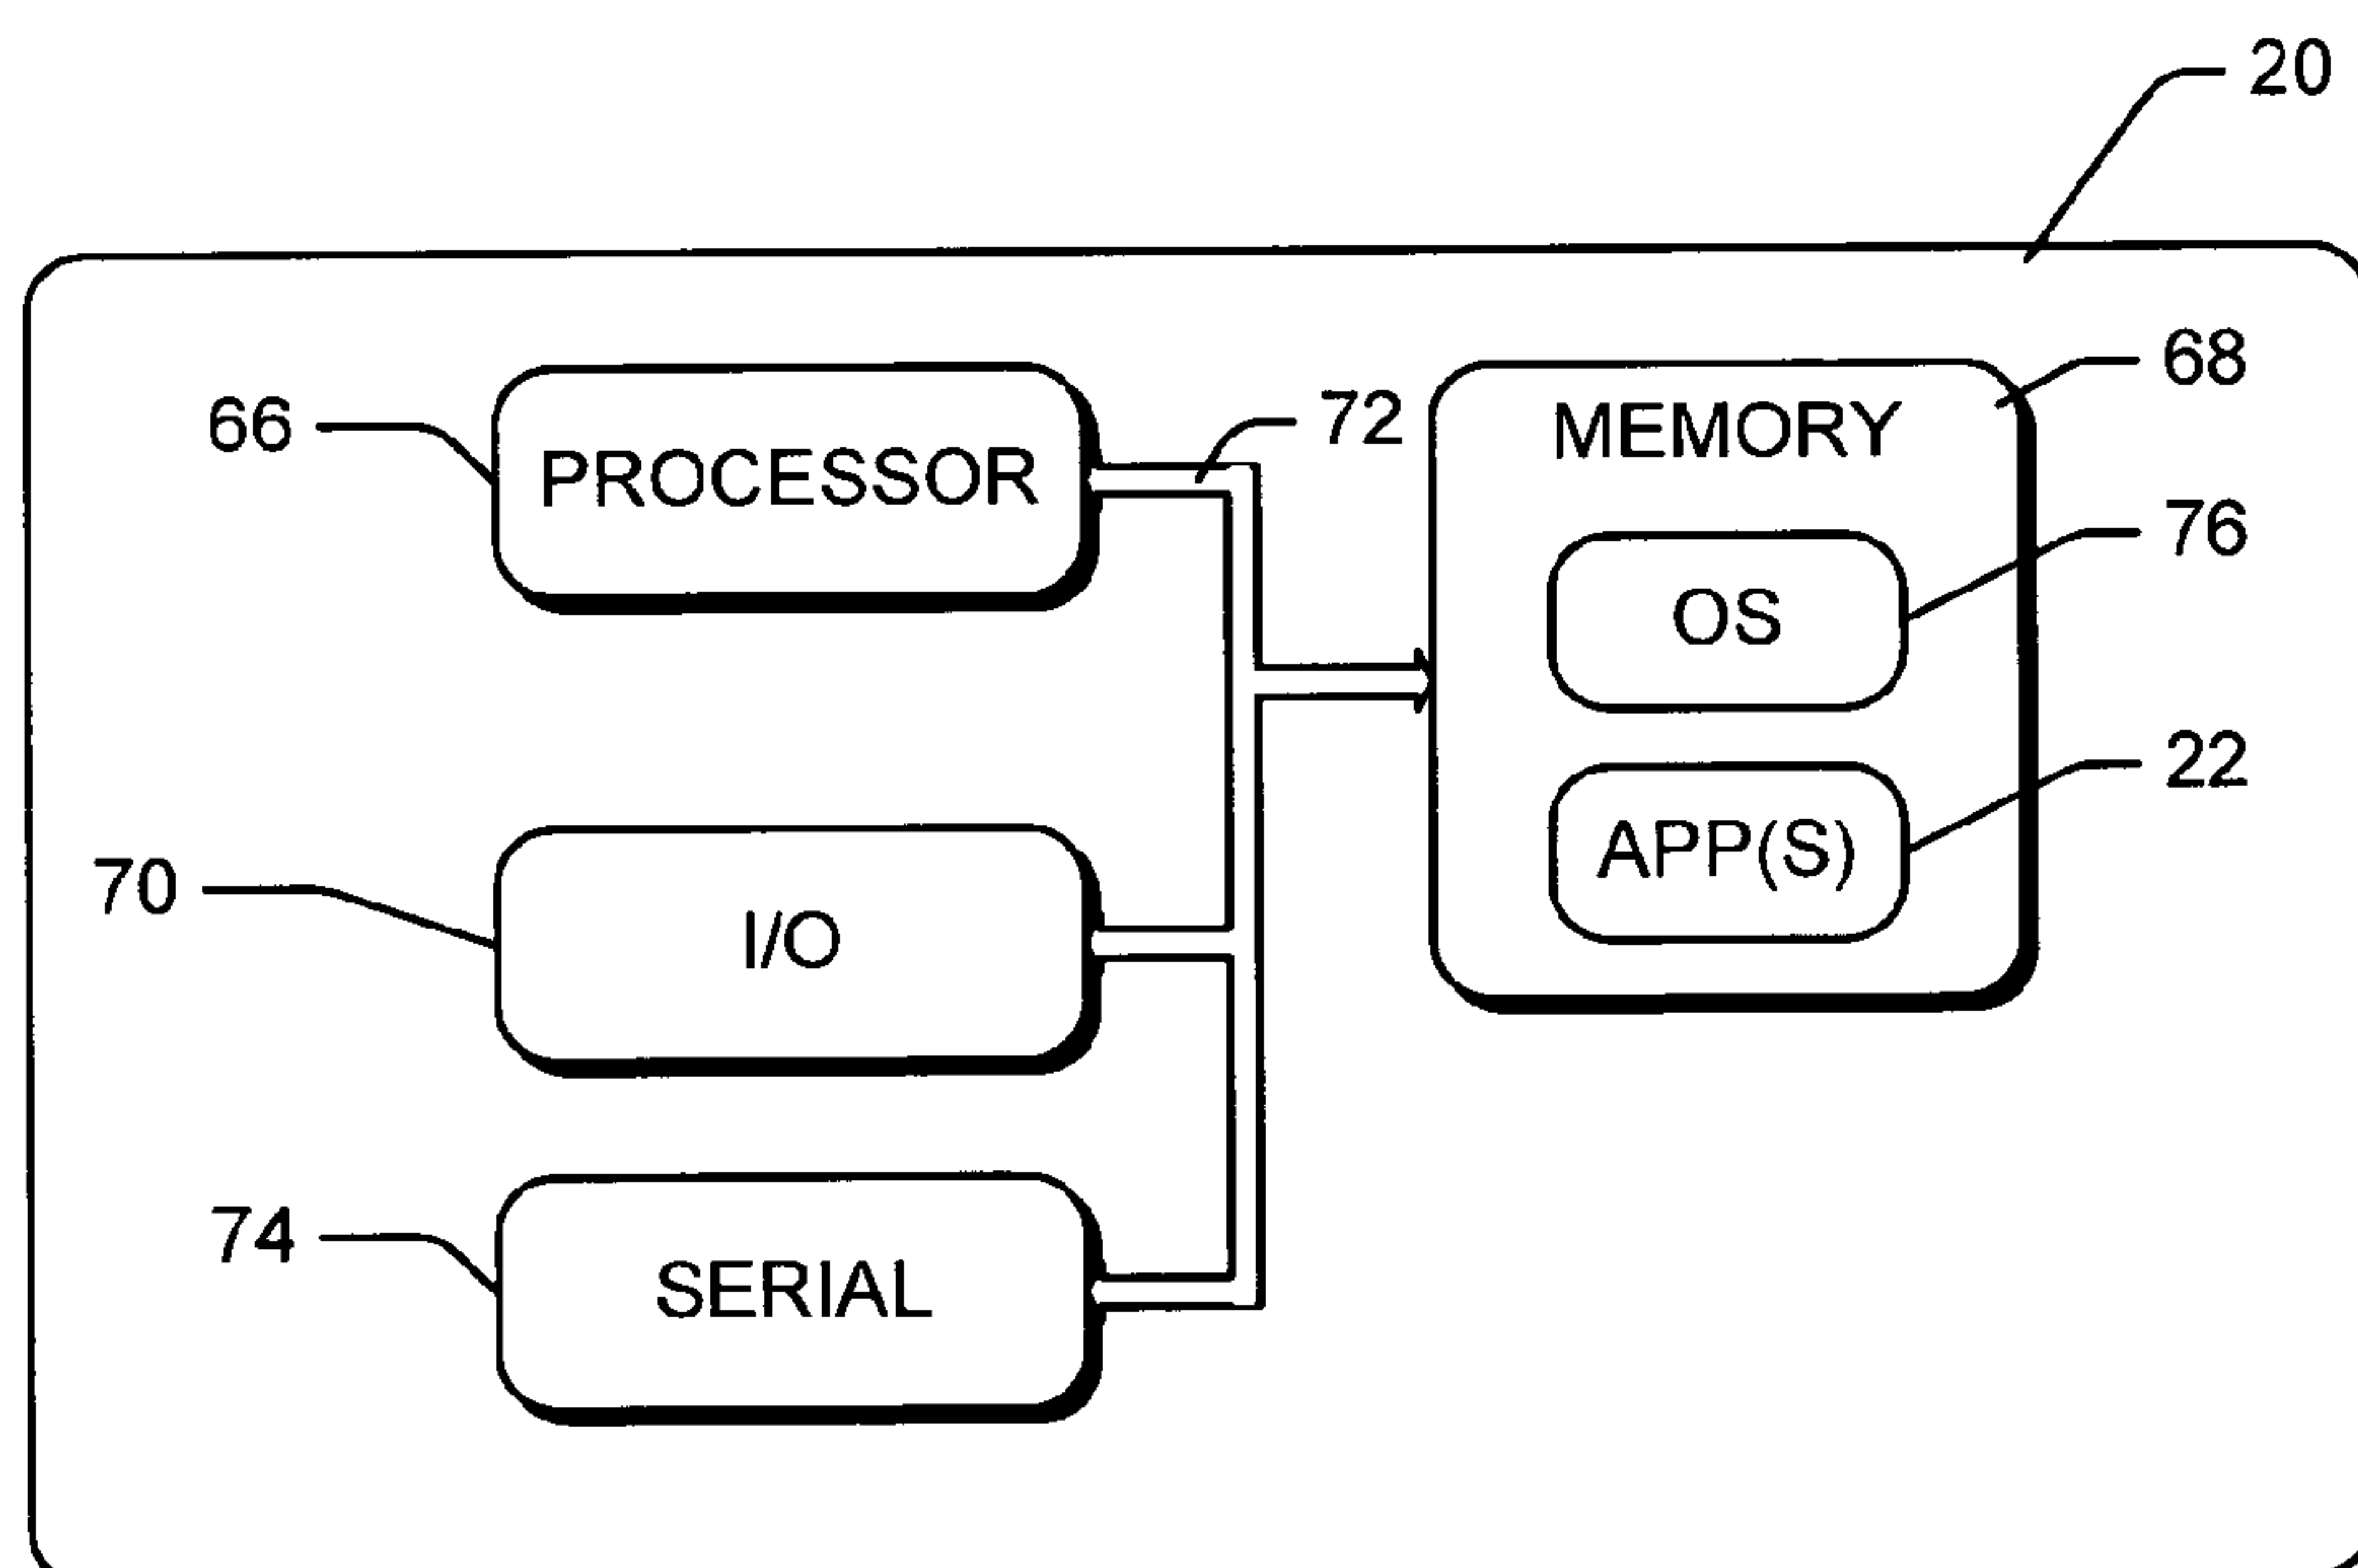 20
68
66
72
MEMORY
PROCESSOR
76
OS
22
APP(S)
70
I/O
74
SERIAL